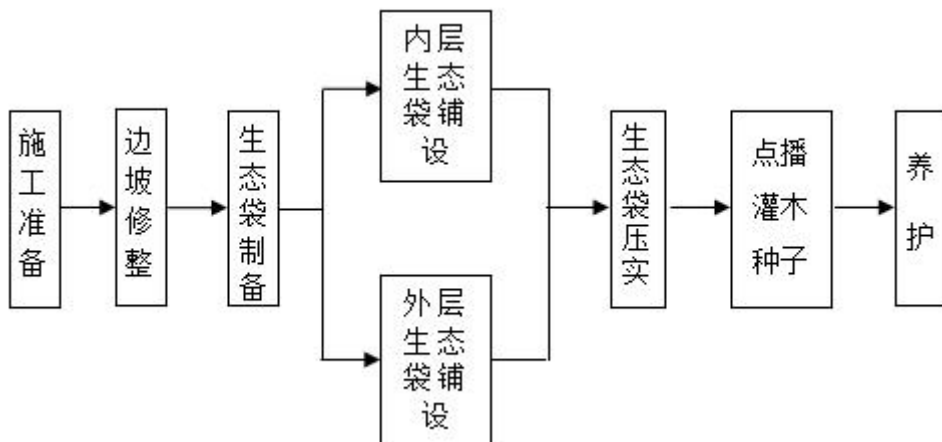 施工准备
边坡修整
生态袋制备
内层
生态
袋铺
设
外层
生态
袋铺
设
生态袋压实
点播
灌木
种子
养护